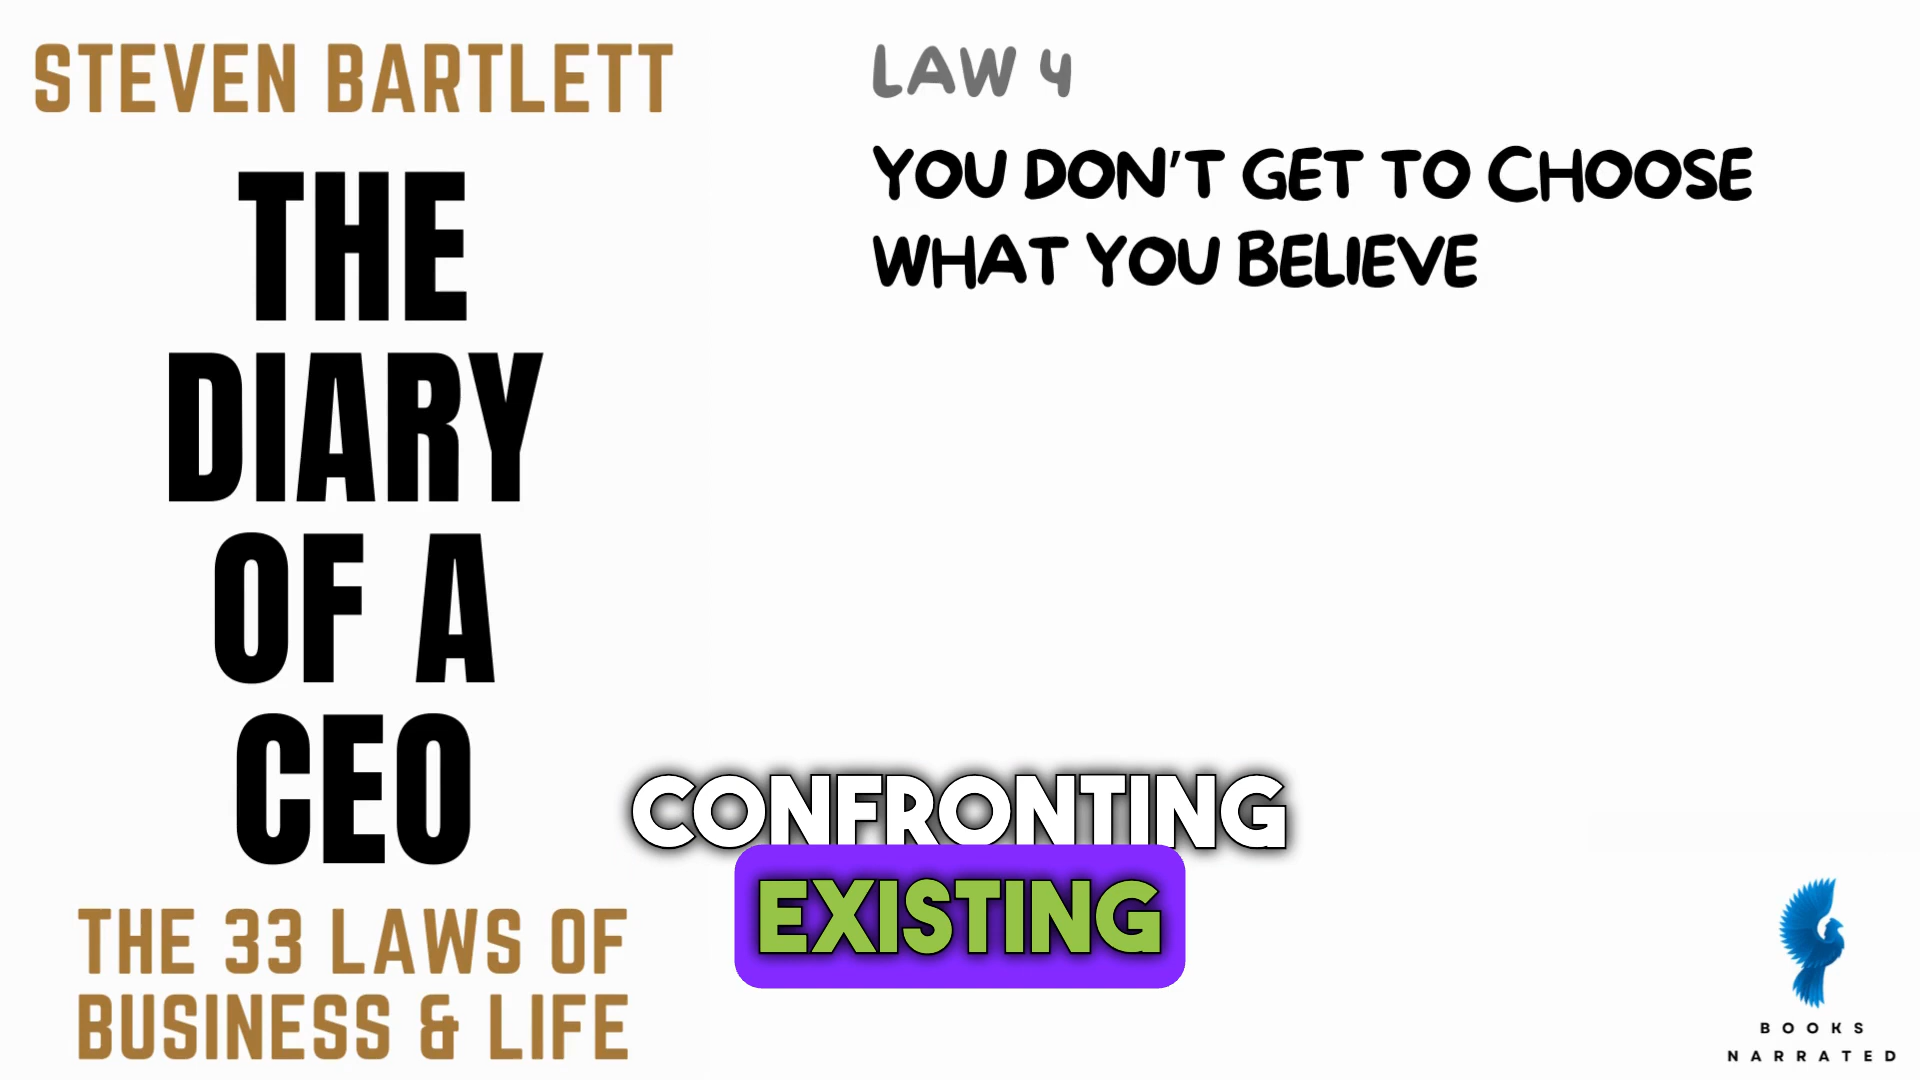 STEVEN BARTLETT
THE
DIARY
OF A
CEO
THE 33 LAWS OF
BUSINESS & LIFE
LAW 4
YOU DON'T GET TO CHOOSE
WHAT YOU BELIEVE
CONFRONTING
EXISTING
BOOKS
NARRATED